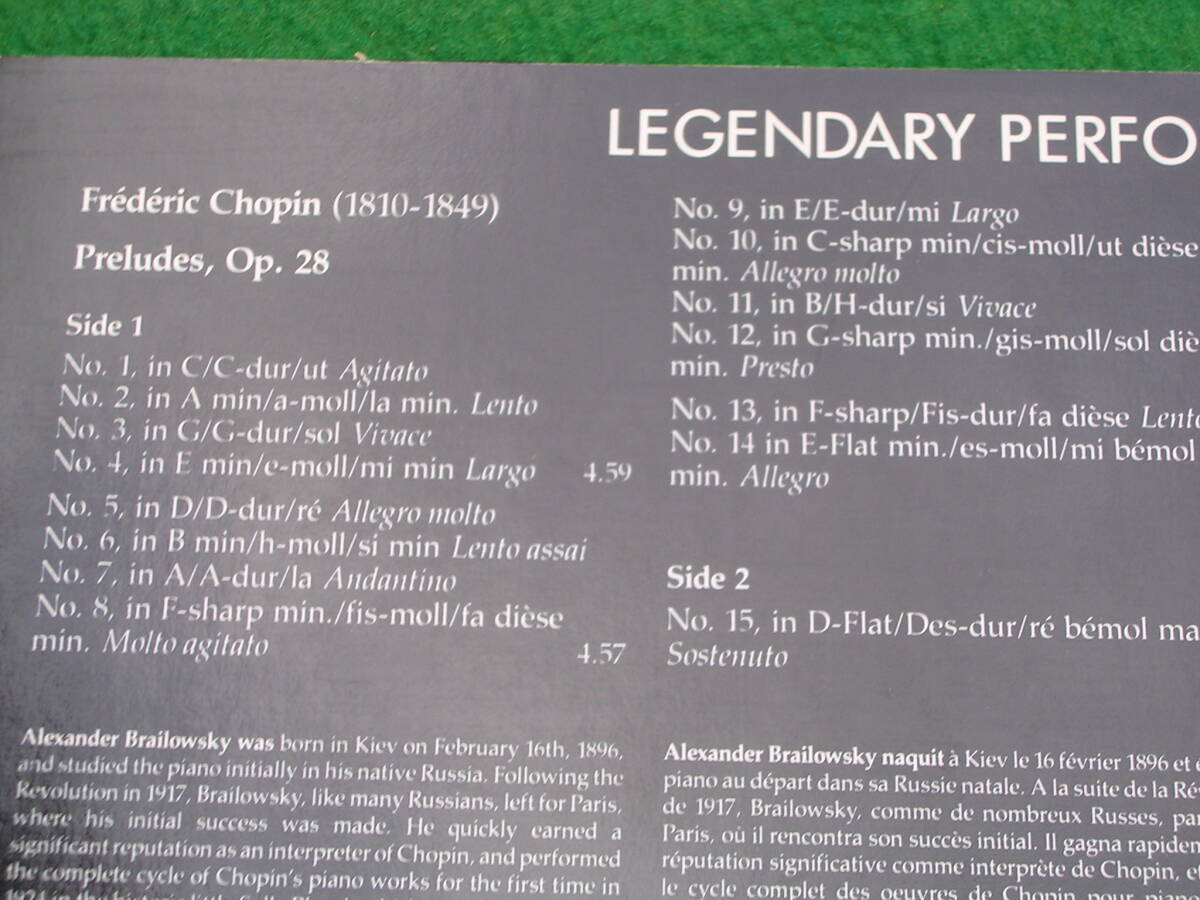 LEGENDARY PERFO
Frédéric Chopin (1810-1849)
Preludes, Op. 28
Side 1
No. 1, in C/C-dur/ut Agitato
No. 2, in A min/a-moll/la min. Lento
No. 3, in G/G-dur/sol Vivace
No. 4, in E min/e-moll/mi min Largo 4.59
No. 5, in D/D-dur/ré Allegro molto
No. 6, in B min/h-moll/si min Lento assai
No. 7, in A/A-dur/la Andantino
No. 8, in F-sharp min./fis-moll/fa dièse
min. Molto agitato 4.57
No. 9, in E/E-dur/mi Largo
No. 10, in C-sharp min/cis-moll/ut dièse
min. Allegro molto
No. 11, in B/H-dur/si Vivace
No. 12, in G-sharp min./gis-moll/sol diè
min. Presto
No. 13, in F-sharp/Fis-dur/fa dièse Lento
No. 14 in E-Flat min./es-moll/mi bémol
min. Allegro
Side 2
No. 15, in D-Flat/Des-dur/ré bémol ma
Sostenuto
Alexander Brailowsky was born in Kiev on February 16th, 1896,
and studied the piano initially in his native Russia. Following the
Revolution in 1917, Brailowsky, like many Russians, left for Paris,
where his initial success was made. He quickly earned a
significant reputation as an interpreter of Chopin, and performed
the complete cycle of Chopin's piano works for the first time in
Alexander Brailowsky naquit à Kiev le 16 février 1896 et
piano au départ dans sa Russie natale. A la suite de la Ré
de 1917, Brailowsky, comme de nombreux Russes, pa
Paris, où il rencontra son succès initial. Il gagna rapiden
réputation significative comme interprète de Chopin, et
le cycle complet des oeuvres de Chopin pour piano